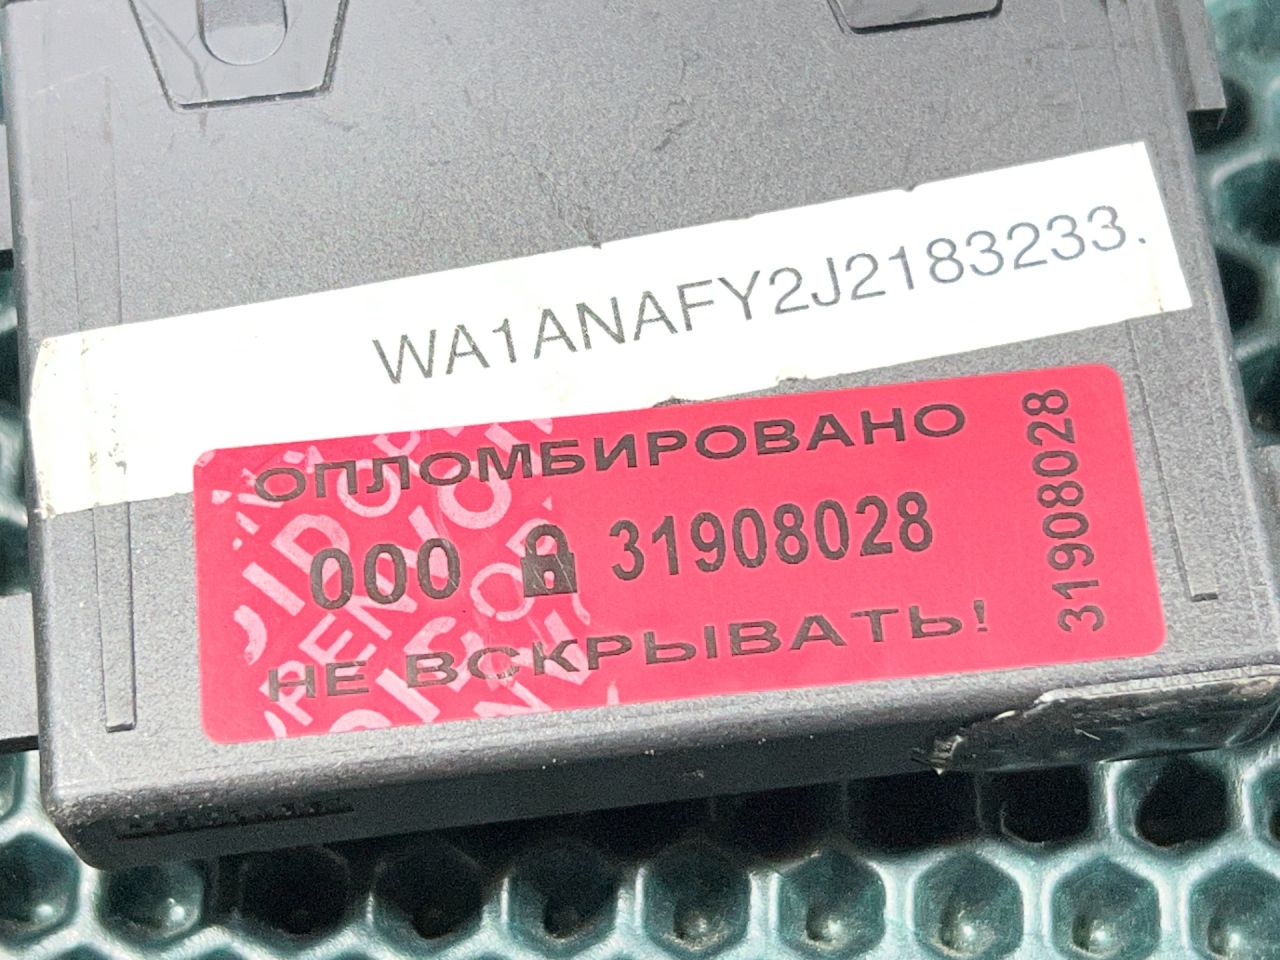 WA1ANAFY2J2183233.
ОПЛОМБИРОВАНО
000 31908028
НЕ ВСКРЫВАТЬ!
31908028